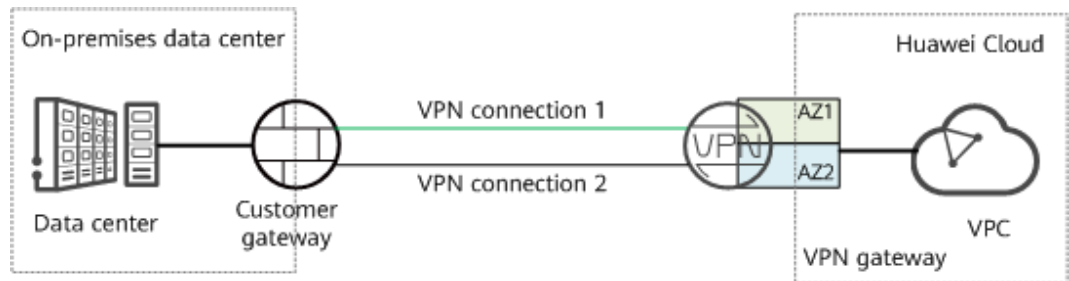 On-premises data center
Huawei Cloud
VPN connection 1
AZ1
VPN
AZ2
VPN connection 2
Data center
Customer
gateway
VPC
VPN gateway